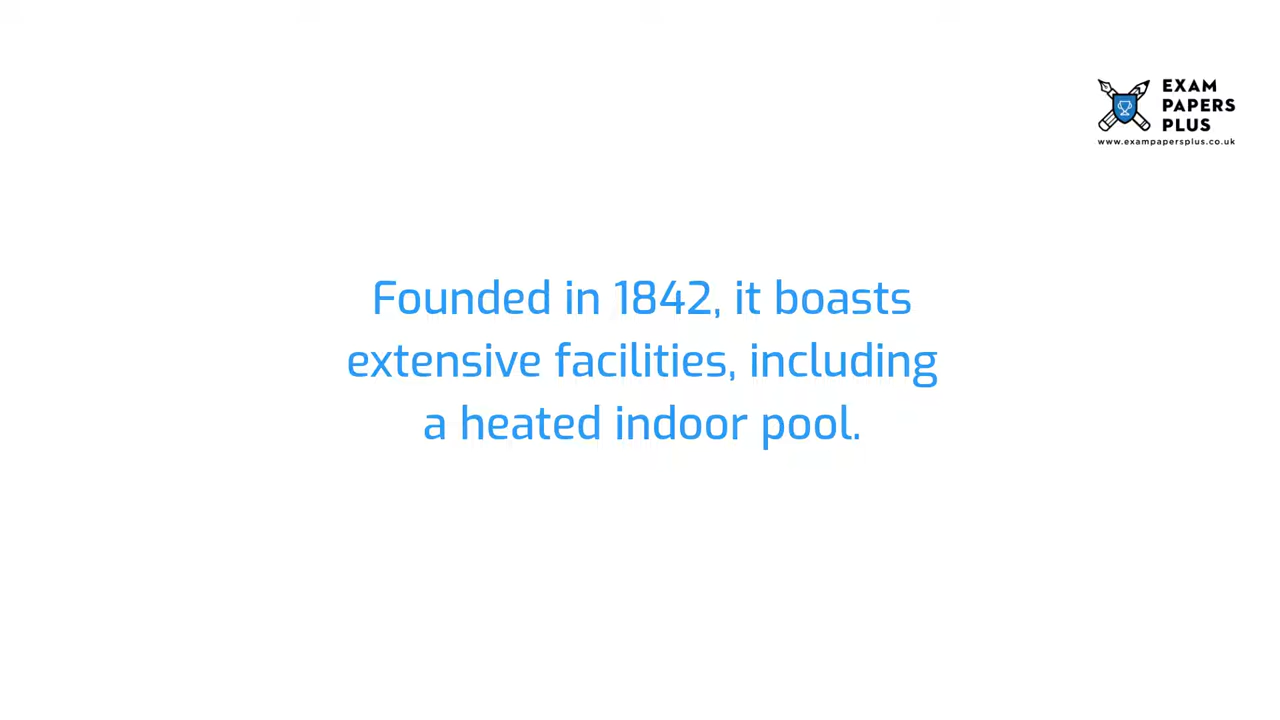 EXAM
PAPERS
PLUS
www.exampapersplus.co.uk
Founded in 1842, it boasts
extensive facilities, including
a heated indoor pool.